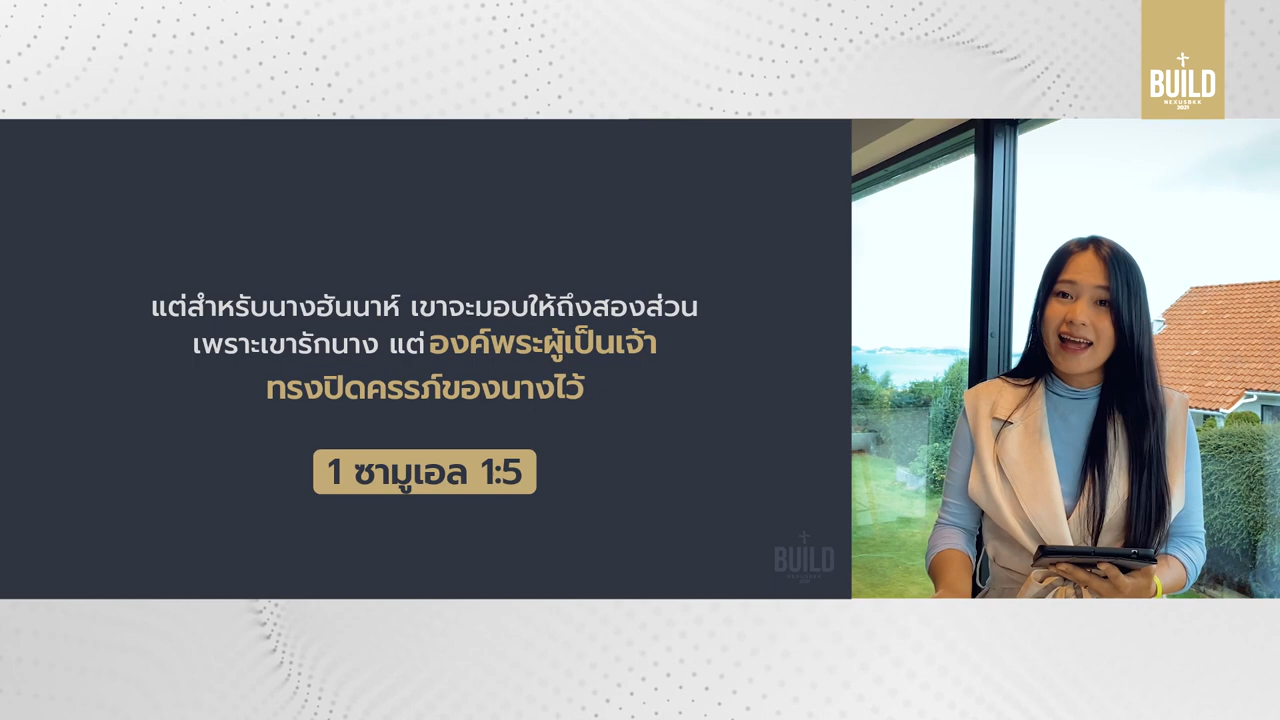 BUILD
NEXUSBKK
2021
แต่สำหรับนางฮันนาห์ เขาจะมอบให้ถึงสองส่วน
เพราะเขารักนาง แต่องค์พระผู้เป็นเจ้า
ทรงปิดครรภ์ของนางไว้
1 ซามูเอล 1:5
BUILD
NEXUSBKK
2021